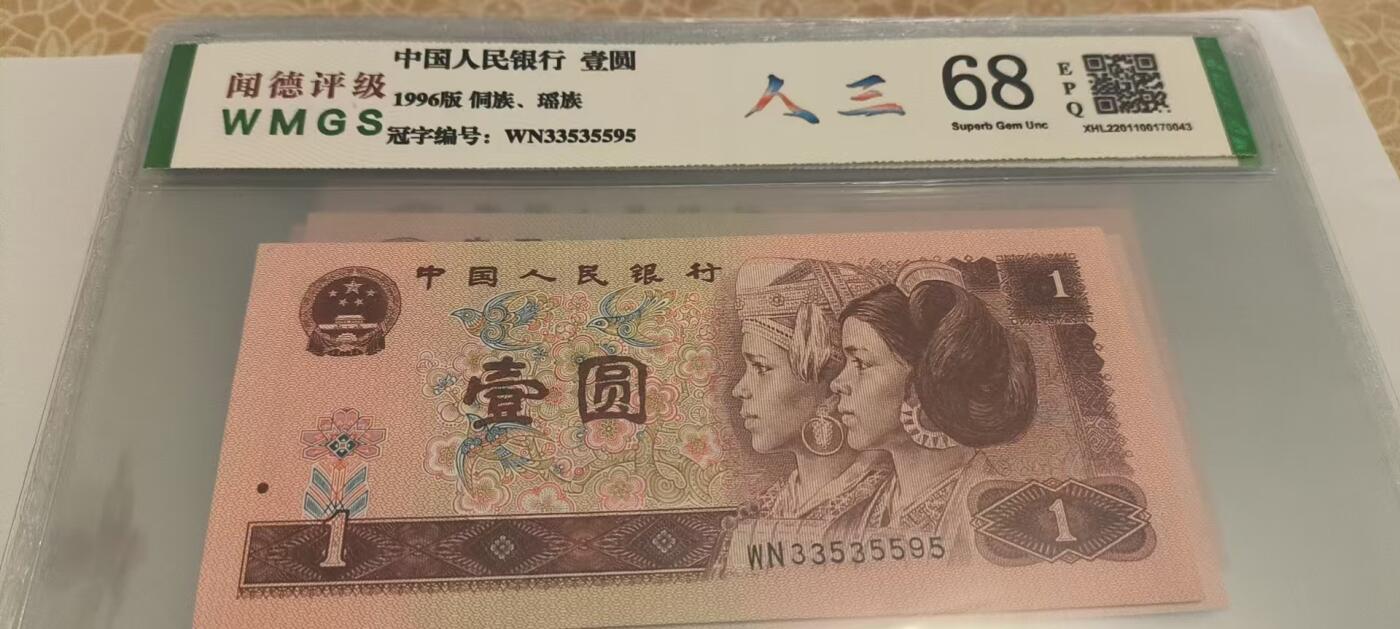 闻德评级
WMGS
中国人民银行 壹圆
1996版 侗族、瑶族
冠字编号：WN33535595
人三
68
EPQ
Superb Gem Unc
XHL2201100170043
中国人民银行
壹圆
1
1
1
WN33535595